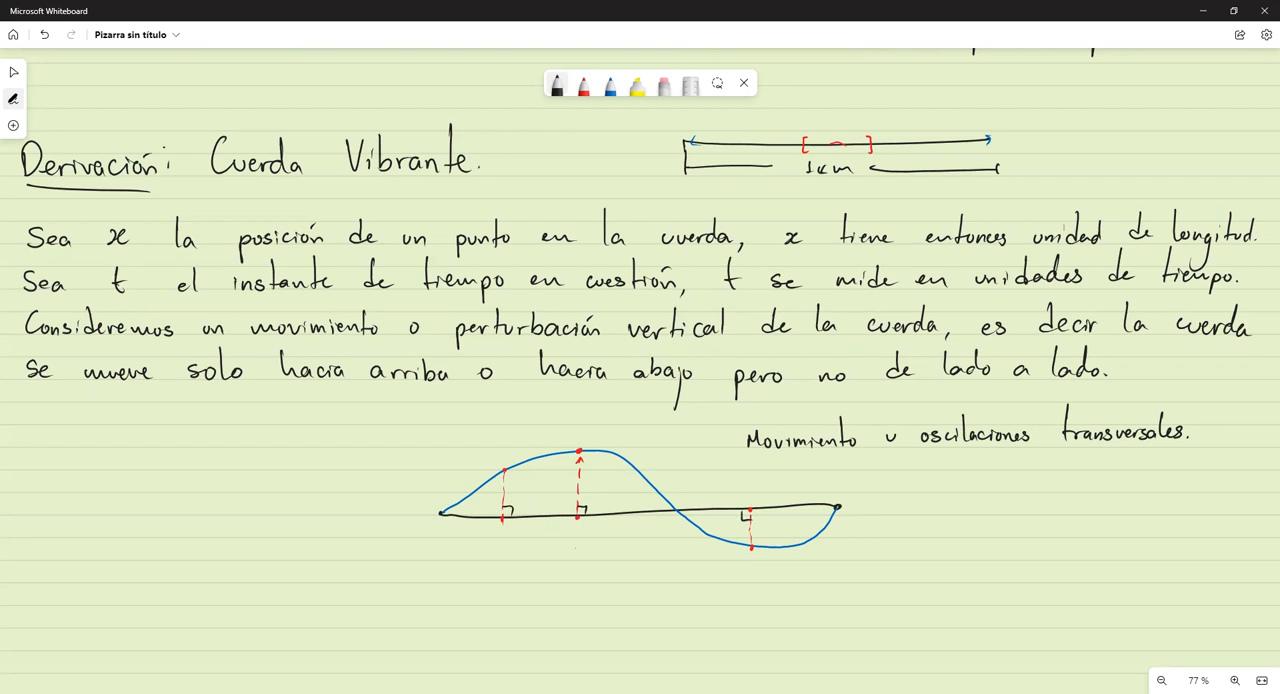 Microsoft Whiteboard
Pizarra sin título
Derivación: Cuerda Vibrante.
1km
Sea x la posición de un punto en la cuerda, x tiene entonces unidad de longitud.
Sea t el instante de tiempo en cuestión, t se mide en unidades de tiempo.
Consideremos un movimiento o perturbación vertical de la cuerda, es decir la cuerda
se mueve solo hacia arriba o hacia abajo pero no de lado a lado.
Movimiento u oscilaciones transversales.
77 %